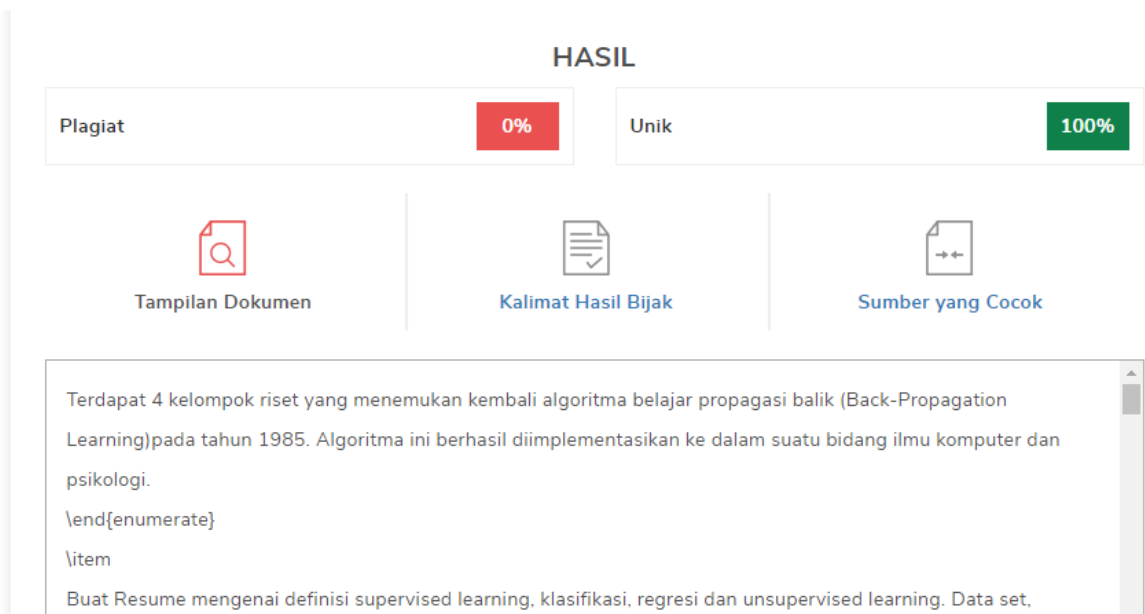 HASIL
Plagiat 0% Unik 100%
Tampilan Dokumen Kalimat Hasil Bijak Sumber yang Cocok
Terdapat 4 kelompok riset yang menemukan kembali algoritma belajar propagasi balik (Back-Propagation
Learning)pada tahun 1985. Algoritma ini berhasil diimplementasikan ke dalam suatu bidang ilmu komputer dan
psikologi.
\end{enumerate}
\item
Buat Resume mengenai definisi supervised learning, klasifikasi, regresi dan unsupervised learning. Data set,